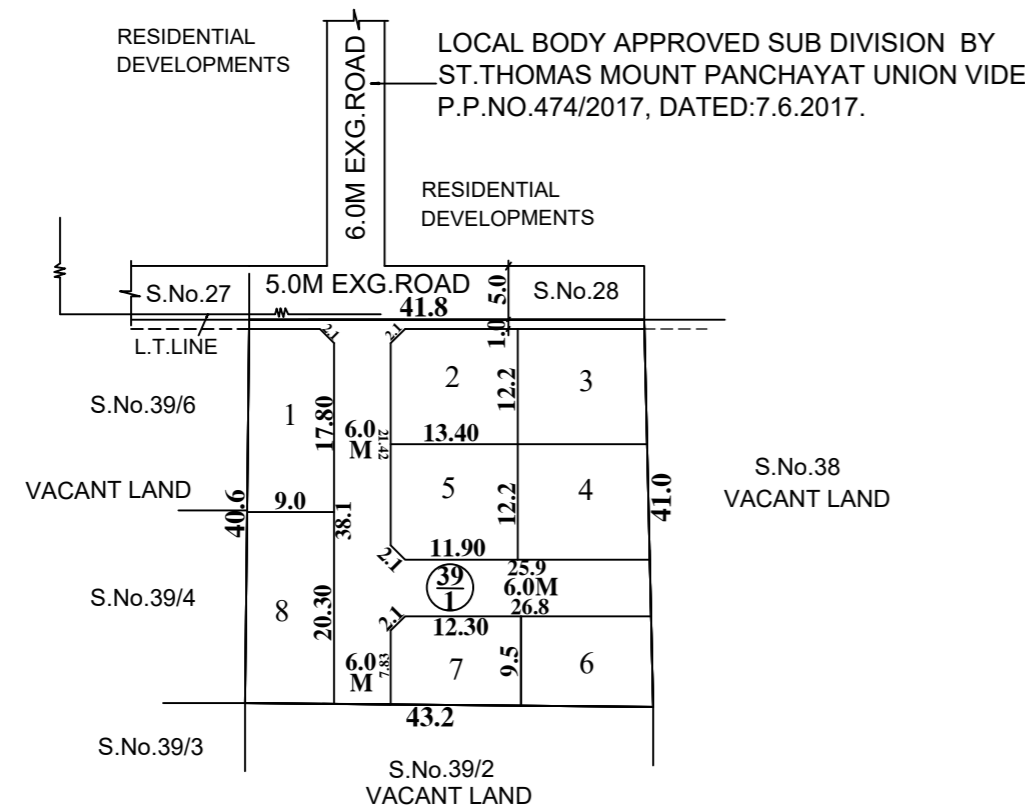 RESIDENTIAL
DEVELOPMENTS
6.0M EXG.ROAD
LOCAL BODY APPROVED SUB DIVISION BY
ST.THOMAS MOUNT PANCHAYAT UNION VIDE
P.P.NO.474/2017, DATED:7.6.2017.
RESIDENTIAL
DEVELOPMENTS
S.No.27
5.0M EXG.ROAD
5.0
S.No.28
41.8
L.T.LINE
2.1
2.1
1.0
S.No.39/6
1
17.80
6.0
M
21.42
2
12.2
3
13.40
VACANT LAND
40.6
9.0
38.1
5
12.2
4
41.0
S.No.38
VACANT LAND
2.1
11.90
25.9
S.No.39/4
8
20.30
39
1
6.0M
26.8
2.1
12.30
6.0
M
7.83
7
9.5
6
43.2
S.No.39/3
S.No.39/2
VACANT LAND